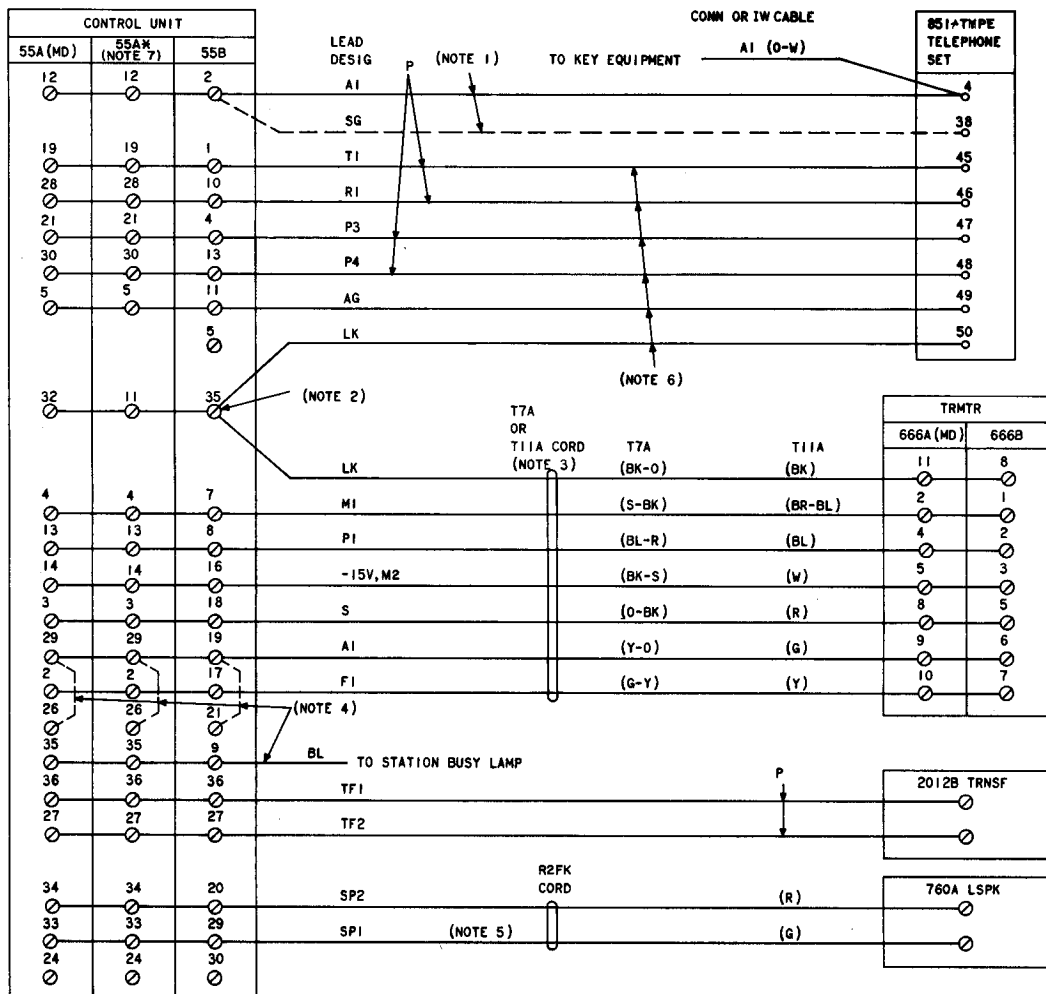 CONTROL UNIT
55A (MD) 55A* (NOTE 7) 55B
LEAD DESIG
P
(NOTE 1)
TO KEY EQUIPMENT
CONN OR IW CABLE
A1 (O-W)
TELEPHONE
SET
12 12 2 A1 4
SG 38
19 19 1 T1 45
28 28 10 R1 46
21 21 4 P3 47
30 30 13 P4 48
5 5 11 AG 49
5 LK 50
(NOTE 6)
32 11 35 (NOTE 2)
T7A
OR
T11A CORD
(NOTE 3)
T7A T11A
TRMTR
666A (MD) 666B
LK (BK-O) (BK) 11 8
4 4 7 M1 (S-BK) (BR-BL) 2 1
13 13 8 P1 (BL-R) (BL) 4 2
14 14 16 -15V, M2 (BK-S) (W) 5 3
3 3 18 S (O-BK) (R) 8 5
29 29 19 A1 (Y-O) (G) 9 6
2 2 17 F1 (G-Y) (Y) 10 7
26 26 21 (NOTE 4)
35 35 9 BL TO STATION BUSY LAMP
P
36 36 36 TF1 2012B TRNSF
27 27 27 TF2
R2FK
CORD
760A LSPK
34 34 20 SP2 (R)
33 33 29 SP1 (NOTE 5) (G)
24 24 30